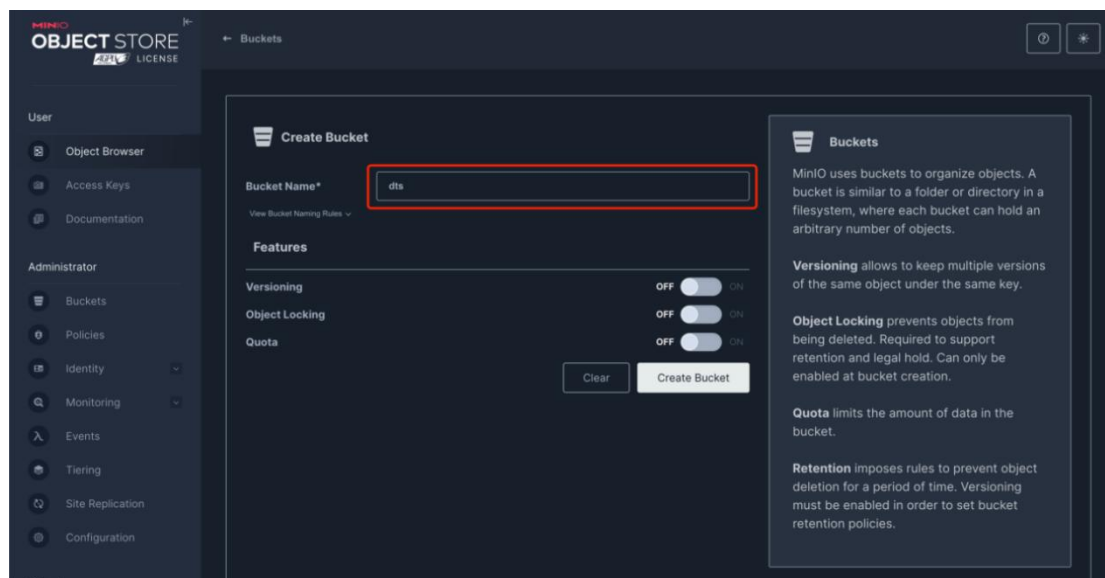 MINIO
OBJECT STORE
AGPL LICENSE
← Buckets
User
Object Browser
Access Keys
Documentation
Administrator
Buckets
Policies
Identity
Monitoring
Events
Tiering
Site Replication
Configuration
Create Bucket
Bucket Name*
dts
View Bucket Naming Rules
Features
Versioning
OFF ON
Object Locking
OFF ON
Quota
OFF ON
Clear
Create Bucket
Buckets
MinIO uses buckets to organize objects. A
bucket is similar to a folder or directory in a
filesystem, where each bucket can hold an
arbitrary number of objects.
Versioning allows to keep multiple versions
of the same object under the same key.
Object Locking prevents objects from
being deleted. Required to support
retention and legal hold. Can only be
enabled at bucket creation.
Quota limits the amount of data in the
bucket.
Retention imposes rules to prevent object
deletion for a period of time. Versioning
must be enabled in order to set bucket
retention policies.